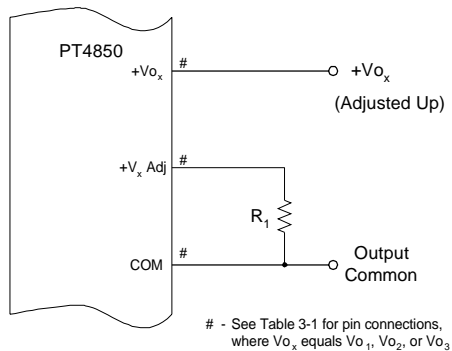 PT4850
+Vox
#
+Vox
(Adjusted Up)
+Vx Adj
#
R1
COM
#
Output
Common
# - See Table 3-1 for pin connections,
where Vox equals Vo1, Vo2, or Vo3